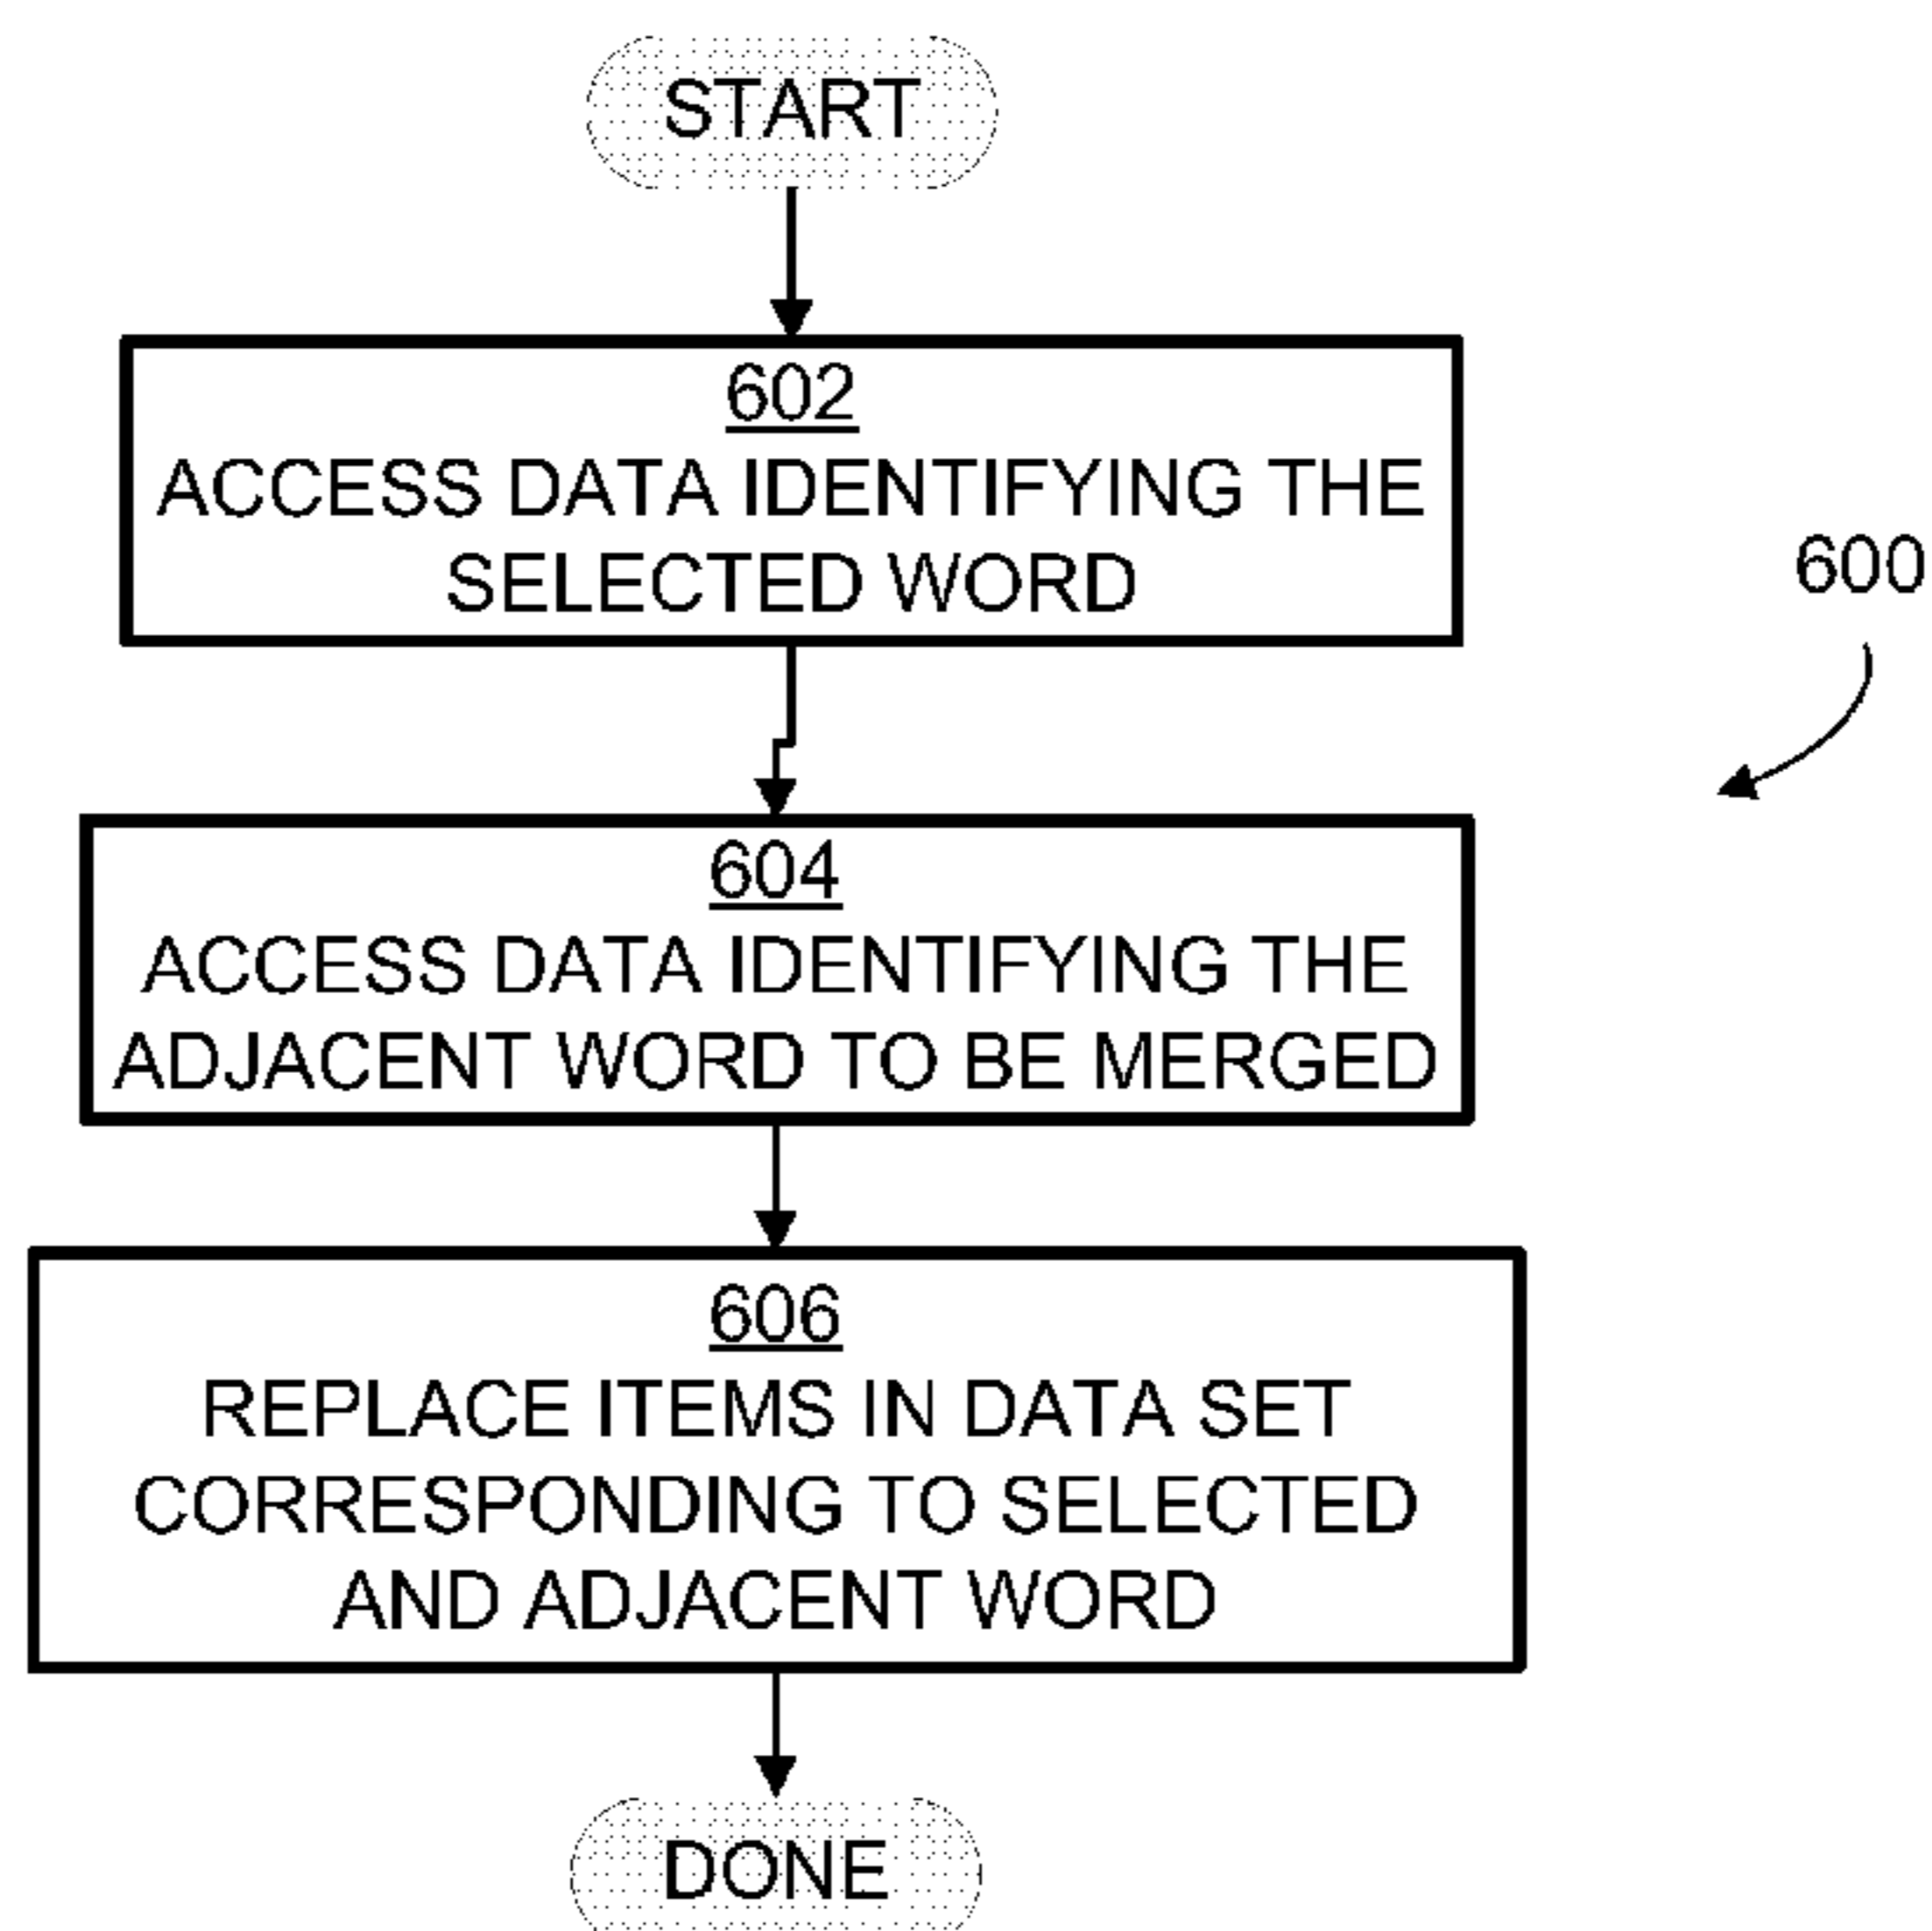 START
602
ACCESS DATA IDENTIFYING THE
SELECTED WORD
600
604
ACCESS DATA IDENTIFYING THE
ADJACENT WORD TO BE MERGED
606
REPLACE ITEMS IN DATA SET
CORRESPONDING TO SELECTED
AND ADJACENT WORD
DONE